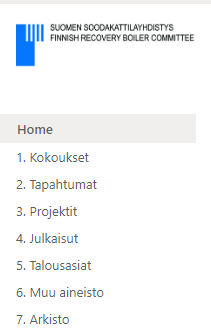 SUOMEN SOODAKATTILAYHDISTYS
FINNISH RECOVERY BOILER COMMITTEE
Home
1. Kokoukset
2. Tapahtumat
3. Projektit
4. Julkaisut
5. Talousasiat
6. Muu aineisto
7. Arkisto